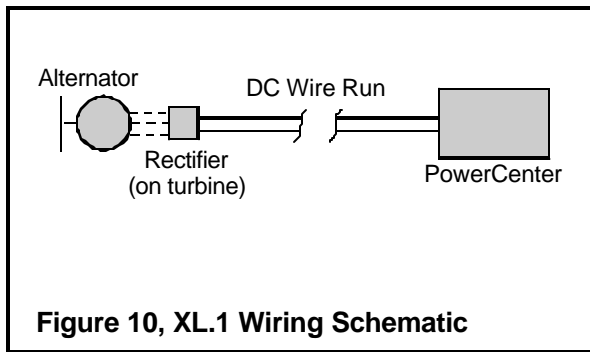 Alternator
DC Wire Run
Rectifier
(on turbine)
PowerCenter
Figure 10, XL.1 Wiring Schematic